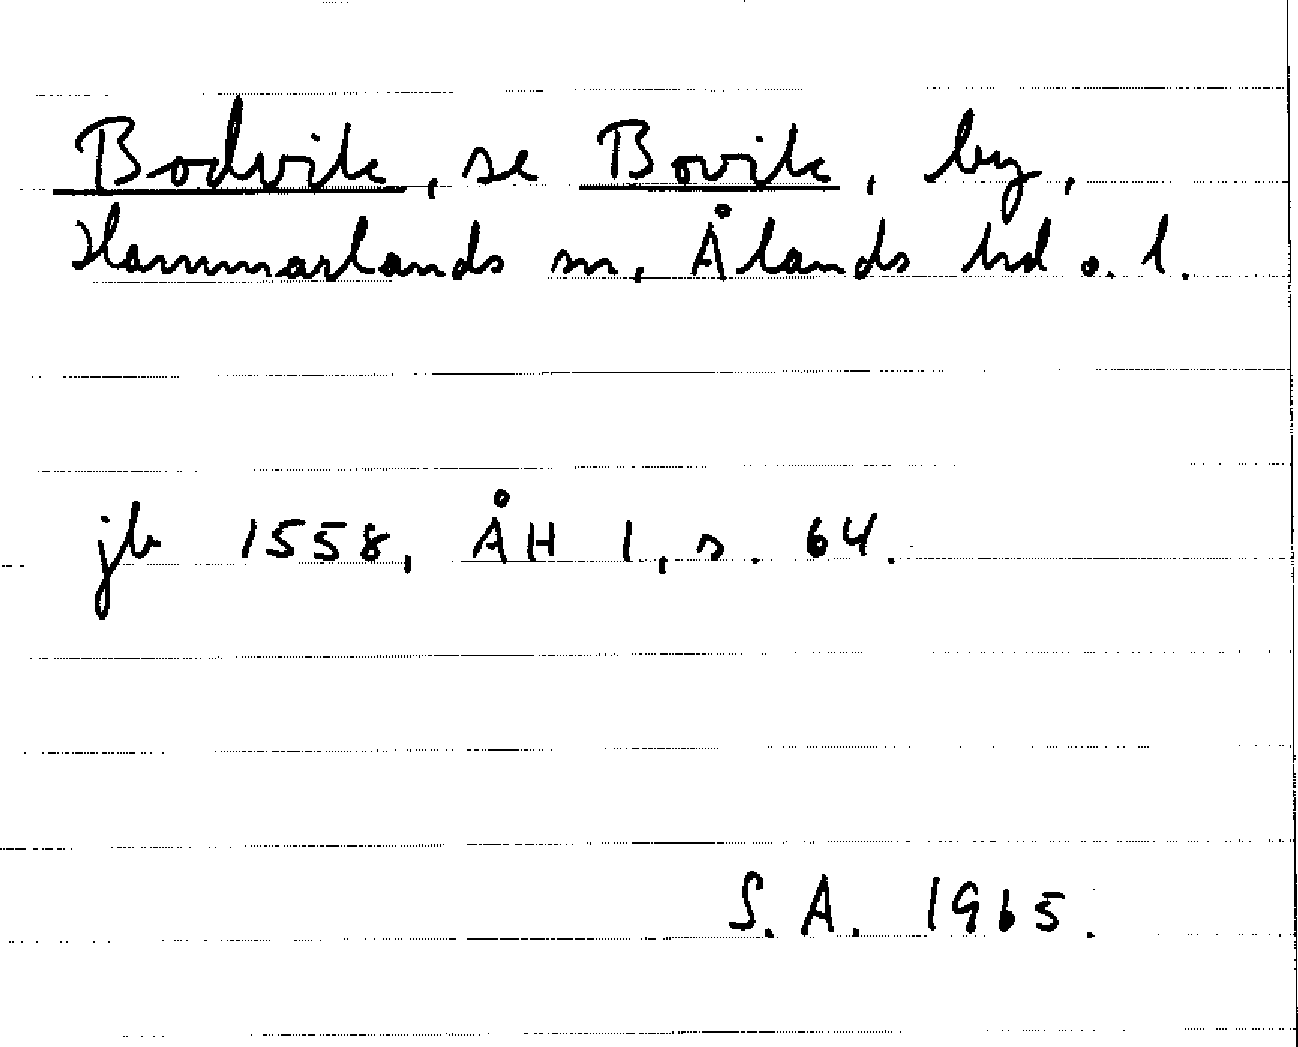 Bodvik, se Bovik, by,
Hammarlands sn, Ålands hd o. l.
jb 1558, ÅH 1, s. 64.
S.A. 1965.